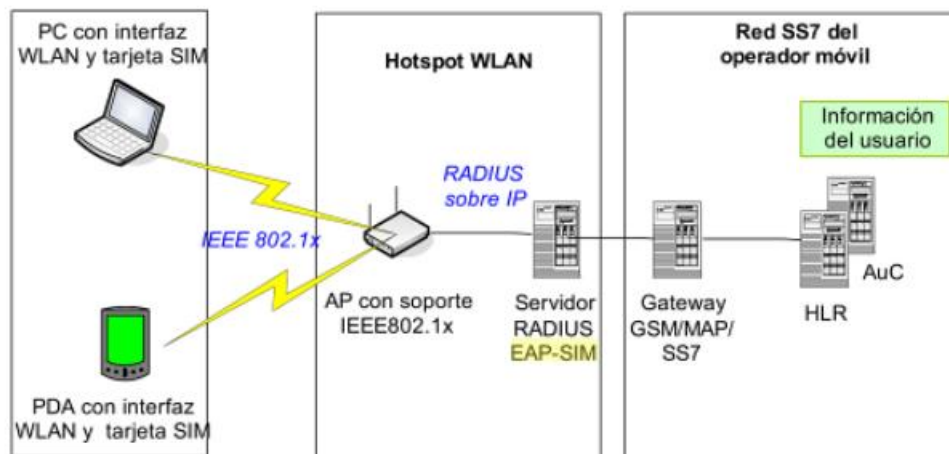 PC con interfaz
WLAN y tarjeta SIM
Hotspot WLAN
Red SS7 del
operador móvil
Información
del usuario
RADIUS
sobre IP
IEEE 802.1x
AP con soporte
IEEE802.1x
Servidor
RADIUS
EAP-SIM
Gateway
GSM/MAP/
SS7
HLR
AuC
PDA con interfaz
WLAN y tarjeta SIM